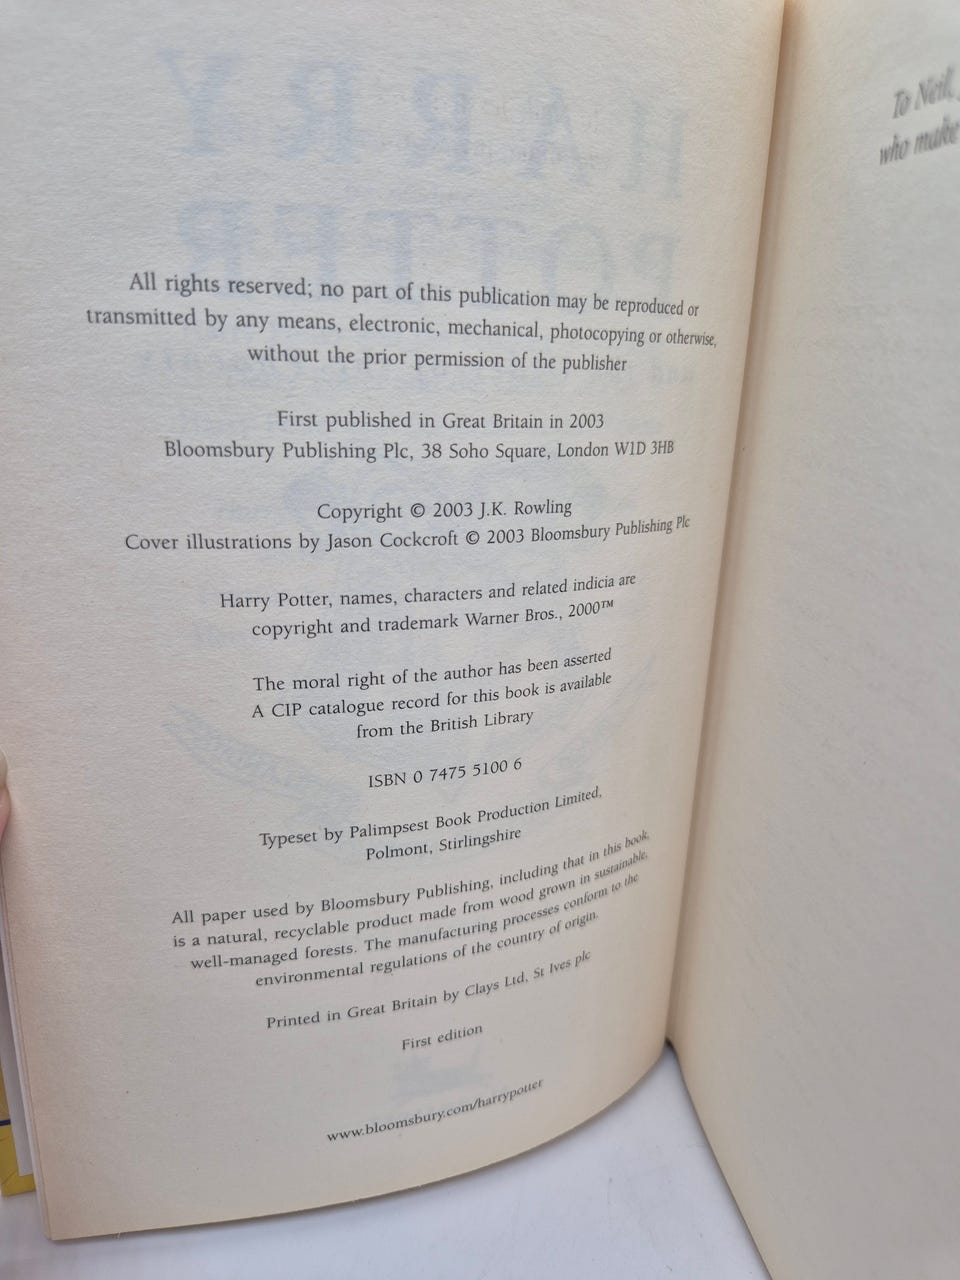 All rights reserved; no part of this publication may be reproduced or
transmitted by any means, electronic, mechanical, photocopying or otherwise,
without the prior permission of the publisher
First published in Great Britain in 2003
Bloomsbury Publishing Plc, 38 Soho Square, London W1D 3HB
Copyright © 2003 J.K. Rowling
Cover illustrations by Jason Cockcroft © 2003 Bloomsbury Publishing Plc
Harry Potter, names, characters and related indicia are
copyright and trademark Warner Bros., 2000™
The moral right of the author has been asserted
A CIP catalogue record for this book is available
from the British Library
ISBN 0 7475 5100 6
Typeset by Palimpsest Book Production Limited,
Polmont, Stirlingshire
All paper used by Bloomsbury Publishing, including that in this book,
is a natural, recyclable product made from wood grown in sustainable,
well-managed forests. The manufacturing processes conform to the
environmental regulations of the country of origin.
Printed in Great Britain by Clays Ltd, St Ives plc
First edition
www.bloomsbury.com/harrypotter
To Neil,
who make
HARRY
POTTER